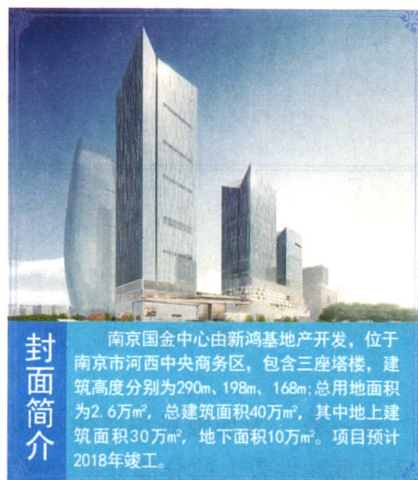 封面简介
南京国金中心由新鸿基地产开发，位于
南京市河西中央商务区，包含三座塔楼，建
筑高度分别为290m、198m、168m；总用地面积
为2.6万㎡，总建筑面积40万㎡，其中地上建
筑面积30万㎡，地下面积10万㎡。项目预计
2018年竣工。